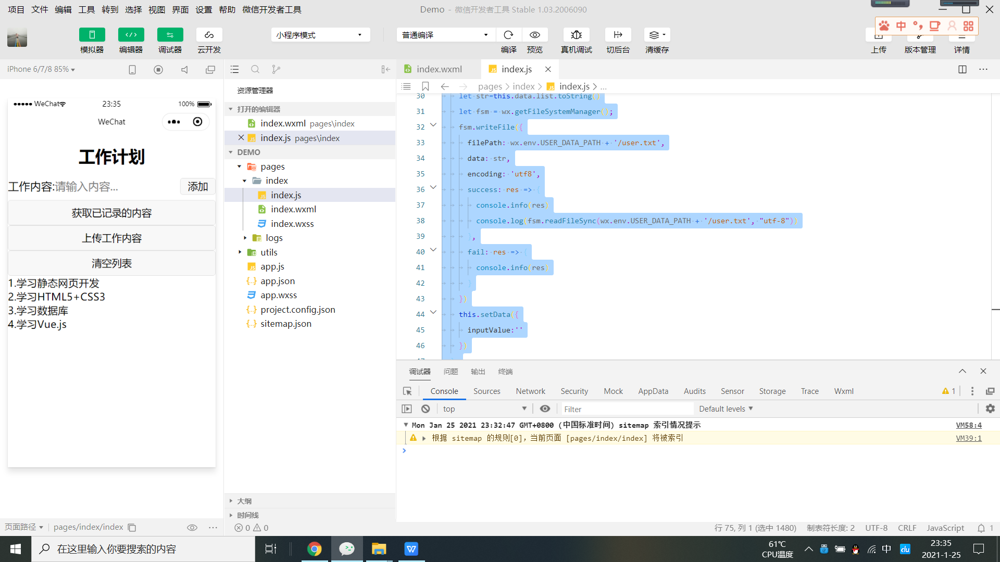 项目 文件 编辑 工具 转到 选择 视图 界面 设置 帮助 微信开发者工具
Demo - 微信开发者工具 Stable 1.03.2006090
中
模拟器 编辑器 调试器 云开发
小程序模式
普通编译
编译 预览 真机调试 切后台 清缓存
上传 版本管理 详情
iPhone 6/7/8 85%
WeChat 23:35 100%
WeChat
工作计划
工作内容:请输入内容... 添加
获取已记录的内容
上传工作内容
清空列表
1.学习静态网页开发
2.学习HTML5+CSS3
3.学习数据库
4.学习Vue.js
页面路径 pages/index/index
资源管理器
打开的编辑器
index.wxml pages\index
JS index.js pages\index
DEMO
pages
index
JS index.js
index.wxml
index.wxss
logs
utils
JS app.js
{..} app.json
app.wxss
{..} project.config.json
{..} sitemap.json
大纲
时间线
0 0
index.wxml JS index.js
pages > index > JS index.js > ...
30 let str=this.data.list.toString()
31 let fsm = wx.getFileSystemManager();
32 fsm.writeFile({
33 filePath: wx.env.USER_DATA_PATH + '/user.txt',
34 data: str,
35 encoding: 'utf8',
36 success: res => {
37 console.info(res)
38 console.log(fsm.readFileSync(wx.env.USER_DATA_PATH + '/user.txt', "utf-8"))
39 },
40 fail: res => {
41 console.info(res)
42 }
43 })
44 this.setData({
45 inputValue:''
46 })
调试器 问题 输出 终端
Console Sources Network Security Mock AppData Audits Sensor Storage Trace Wxml 1
top Filter Default levels
Mon Jan 25 2021 23:32:47 GMT+0800 (中国标准时间) sitemap 索引情况提示 VM58:4
根据 sitemap 的规则[0]，当前页面 [pages/index/index] 将被索引 VM39:1
行 75, 列 1 (选中 1480) 制表符长度: 2 UTF-8 CRLF JavaScript 1
在这里输入你要搜索的内容
W
61℃
CPU温度
中
du
23:35
2021-1-25